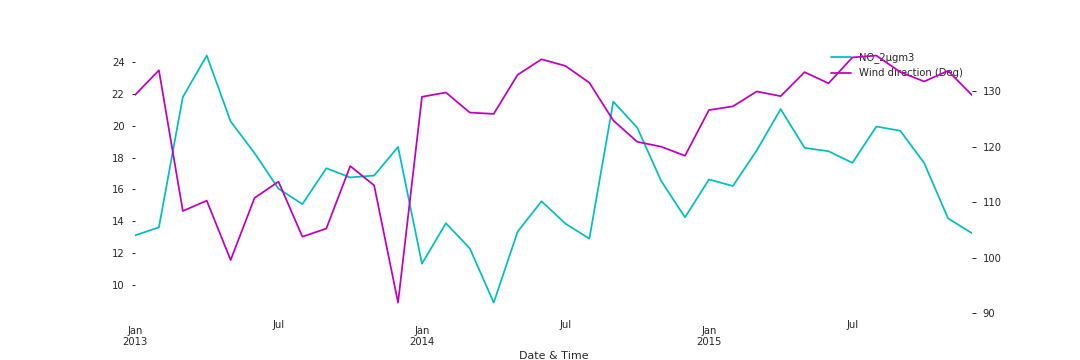 24
22
20
18
16
14
12
10
NO_2ugm3
Wind direction (Deg)
130
120
110
100
90
Jan
2013
Jul
Jan
2014
Jul
Jan
2015
Jul
Date & Time